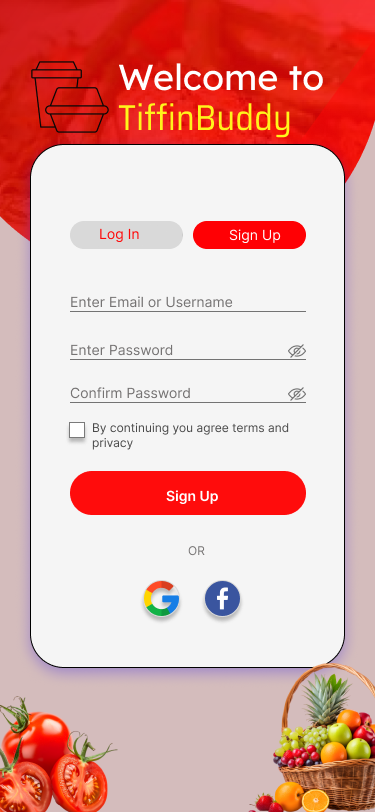 Welcome to
TiffinBuddy
Log In
Sign Up
Enter Email or Username
Enter Password
Confirm Password
By continuing you agree terms and
privacy
Sign Up
OR